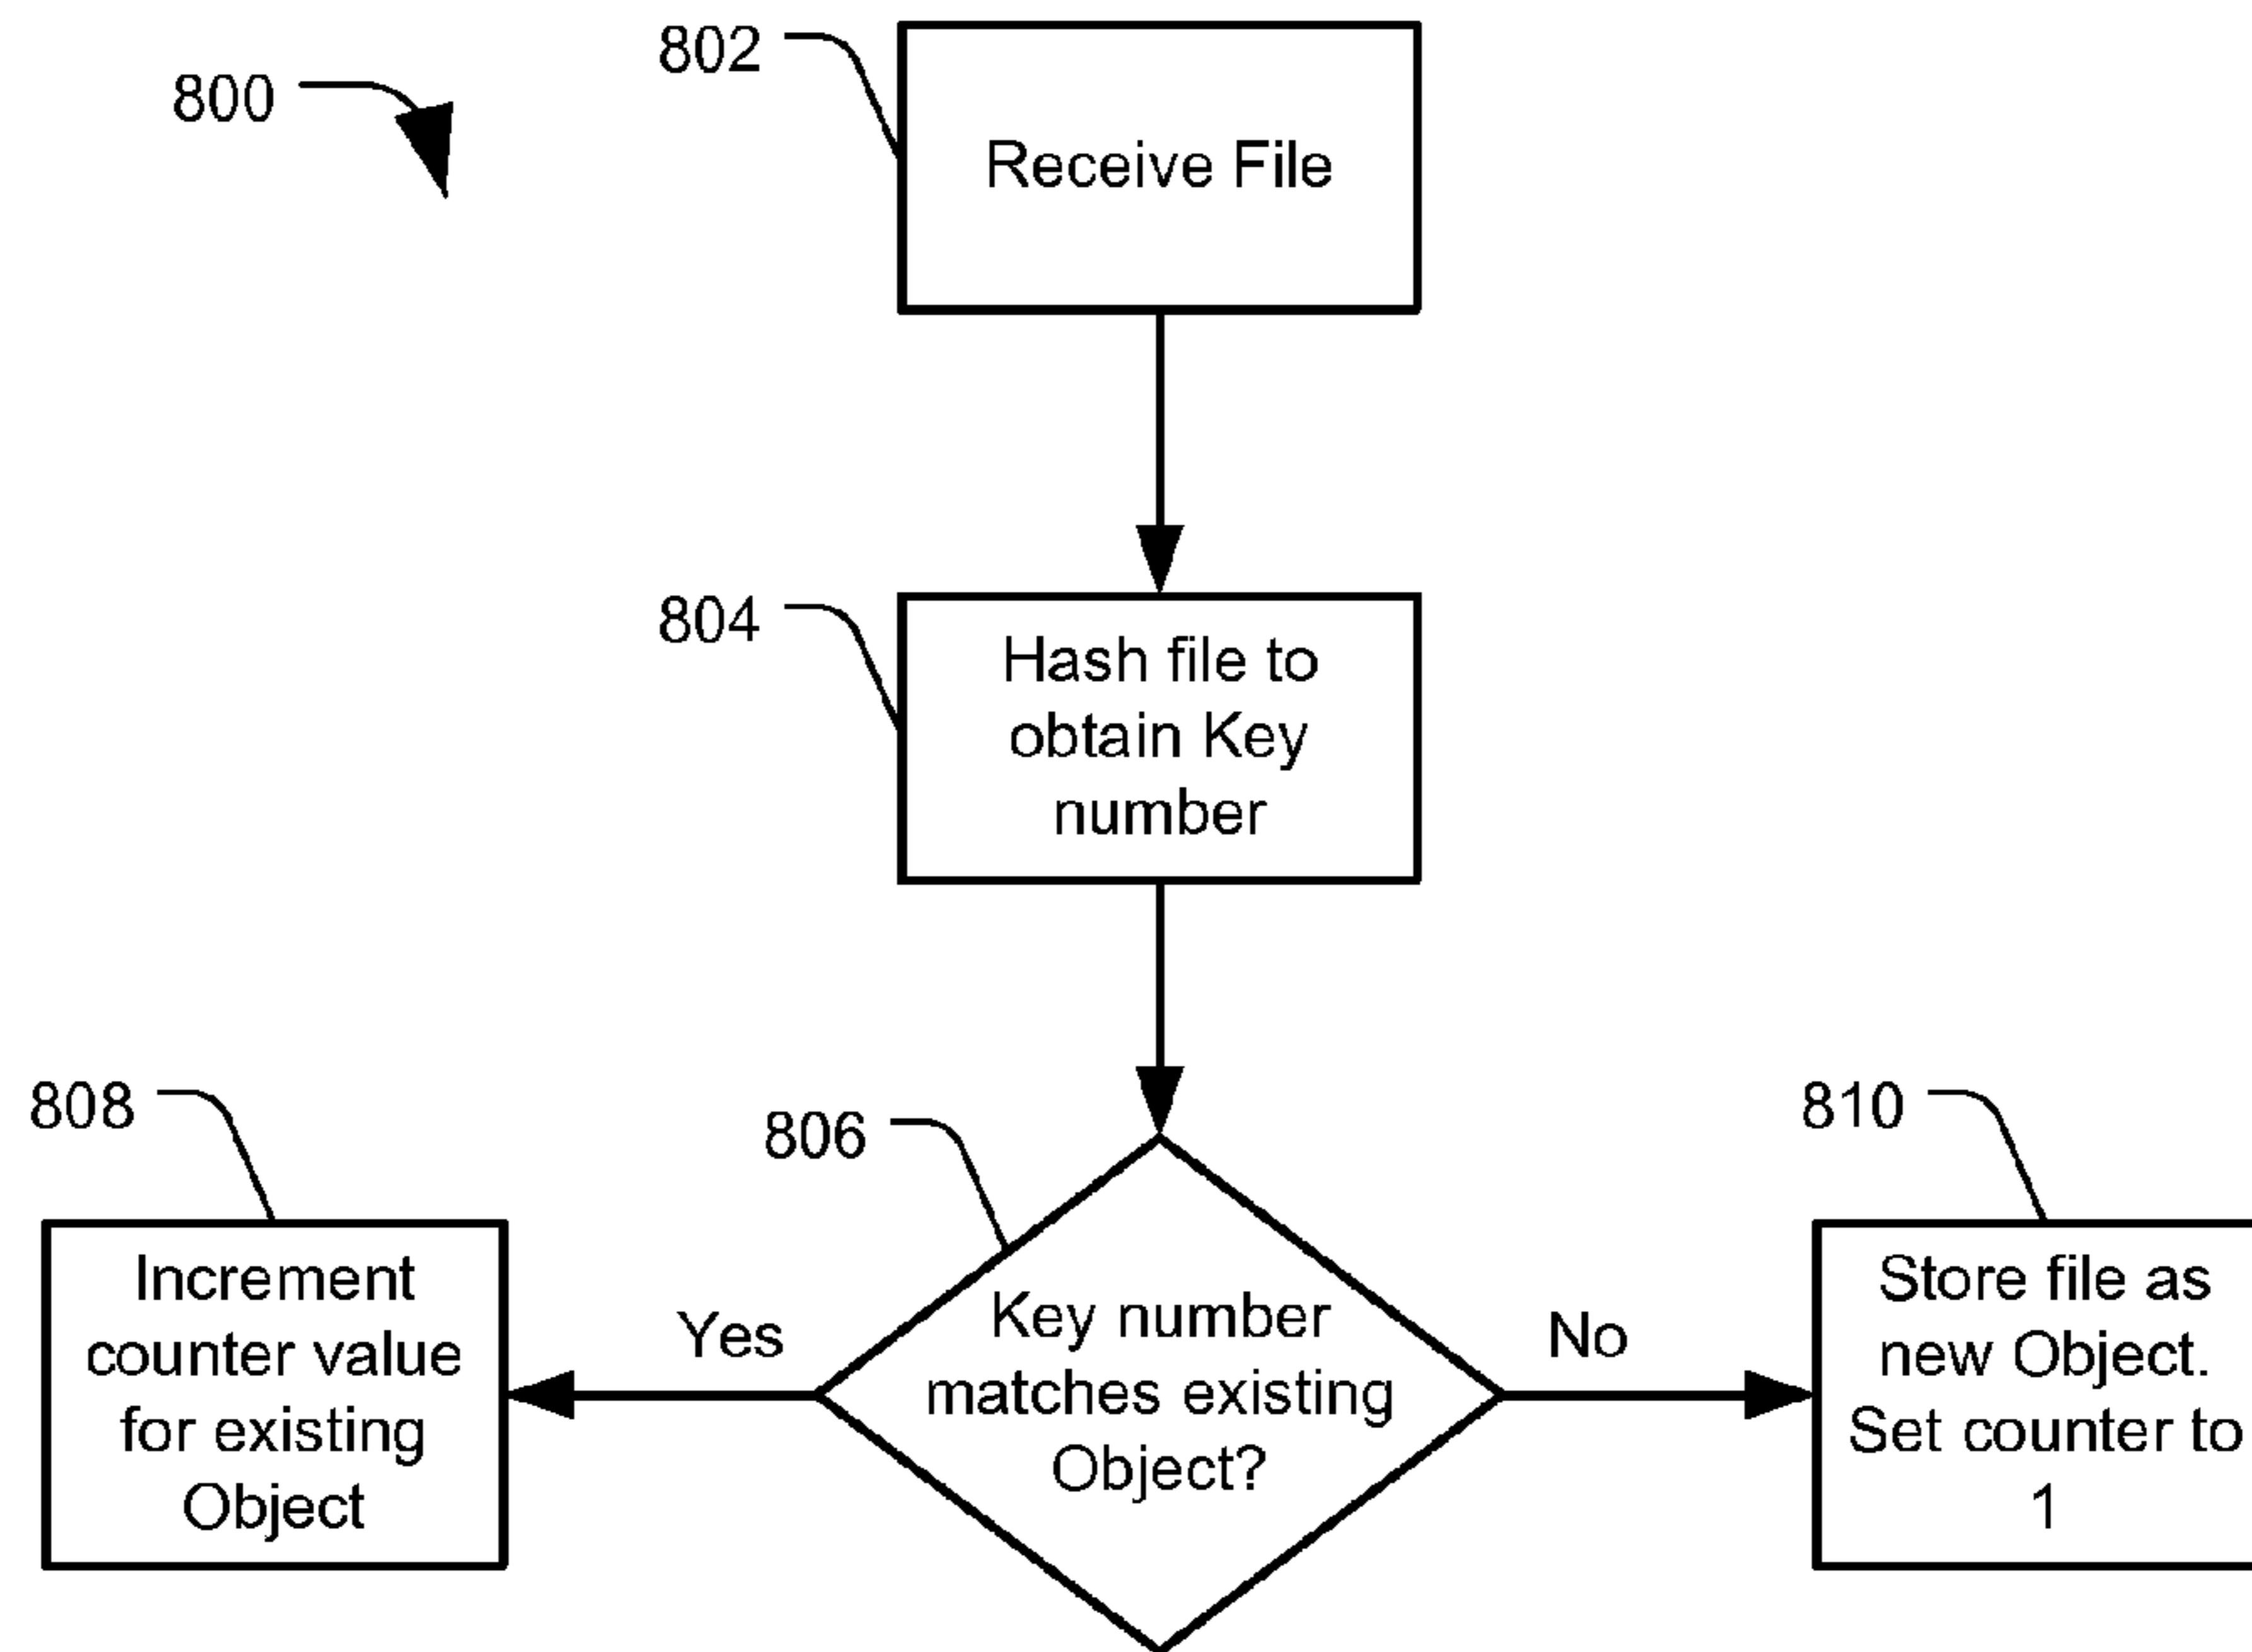 800
802
Receive File
804
Hash file to
obtain Key
number
806
Key number
matches existing
Object?
Yes
No
808
Increment
counter value
for existing
Object
810
Store file as
new Object.
Set counter to
1